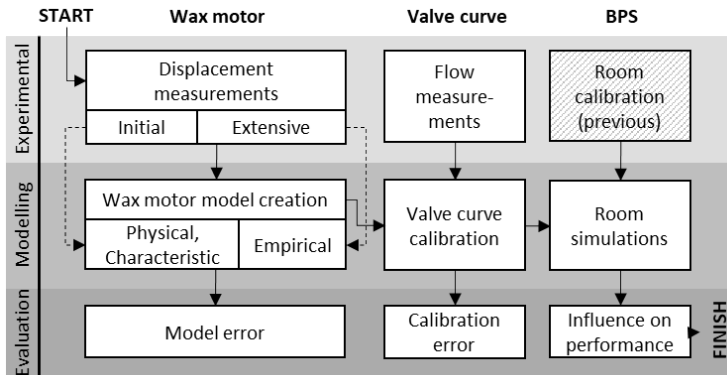 START
Wax motor
Valve curve
BPS
Experimental
Displacement
measurements
Initial
Extensive
Flow
measure-
ments
Room
calibration
(previous)
Modelling
Wax motor model creation
Physical,
Characteristic
Empirical
Valve curve
calibration
Room
simulations
Evaluation
Model error
Calibration
error
Influence on
performance
FINISH